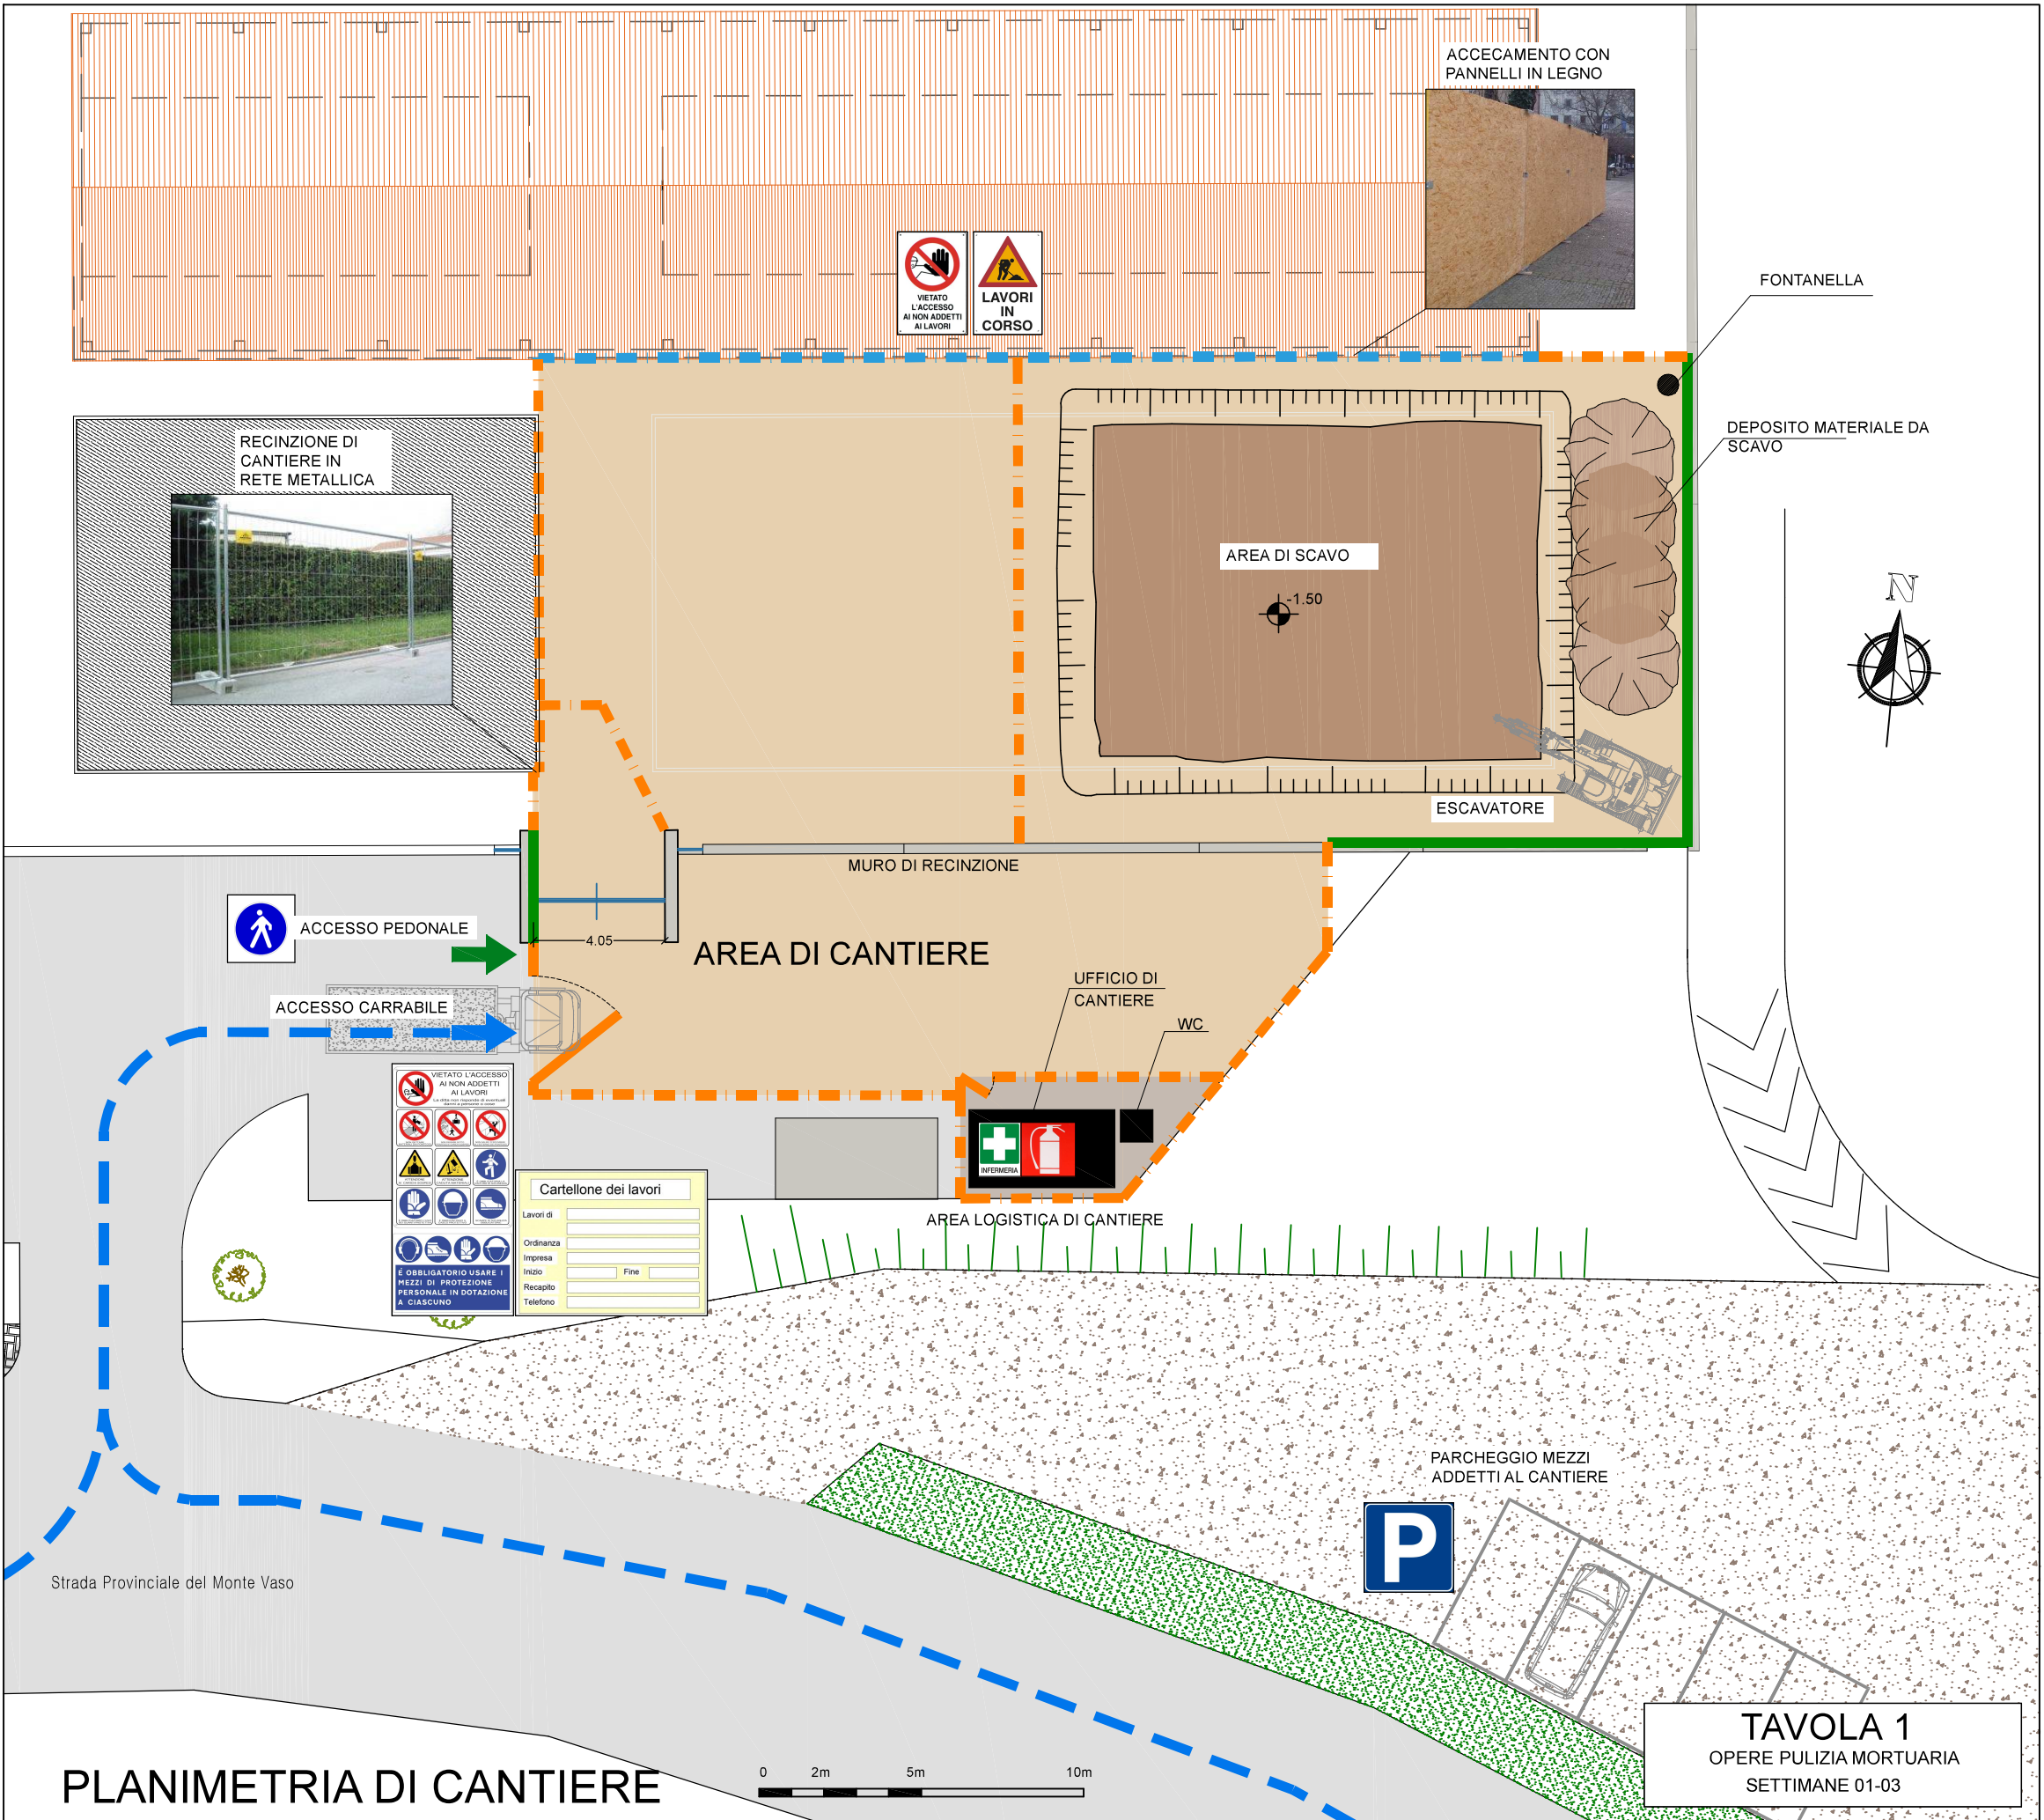 ACCECAMENTO CON
PANNELLI IN LEGNO
VIETATO
L'ACCESSO
AI NON ADDETTI
AI LAVORI
LAVORI
IN
CORSO
FONTANELLA
DEPOSITO MATERIALE DA
SCAVO
RECINZIONE DI
CANTIERE IN
RETE METALLICA
AREA DI SCAVO
-1.50
N
ESCAVATORE
MURO DI RECINZIONE
ACCESSO PEDONALE
4.05
AREA DI CANTIERE
UFFICIO DI
CANTIERE
ACCESSO CARRABILE
WC
VIETATO L'ACCESSO
AI NON ADDETTI
AI LAVORI
INFERMERIA
Cartellone dei lavori
Lavori di
Ordinanza
Impresa
Inizio Fine
Recapito
Telefono
È OBBLIGATORIO USARE I
MEZZI DI PROTEZIONE
PERSONALE IN DOTAZIONE
A CIASCUNO
AREA LOGISTICA DI CANTIERE
PARCHEGGIO MEZZI
ADDETTI AL CANTIERE
P
Strada Provinciale del Monte Vaso
PLANIMETRIA DI CANTIERE
0 2m 5m 10m
TAVOLA 1
OPERE PULIZIA MORTUARIA
SETTIMANE 01-03